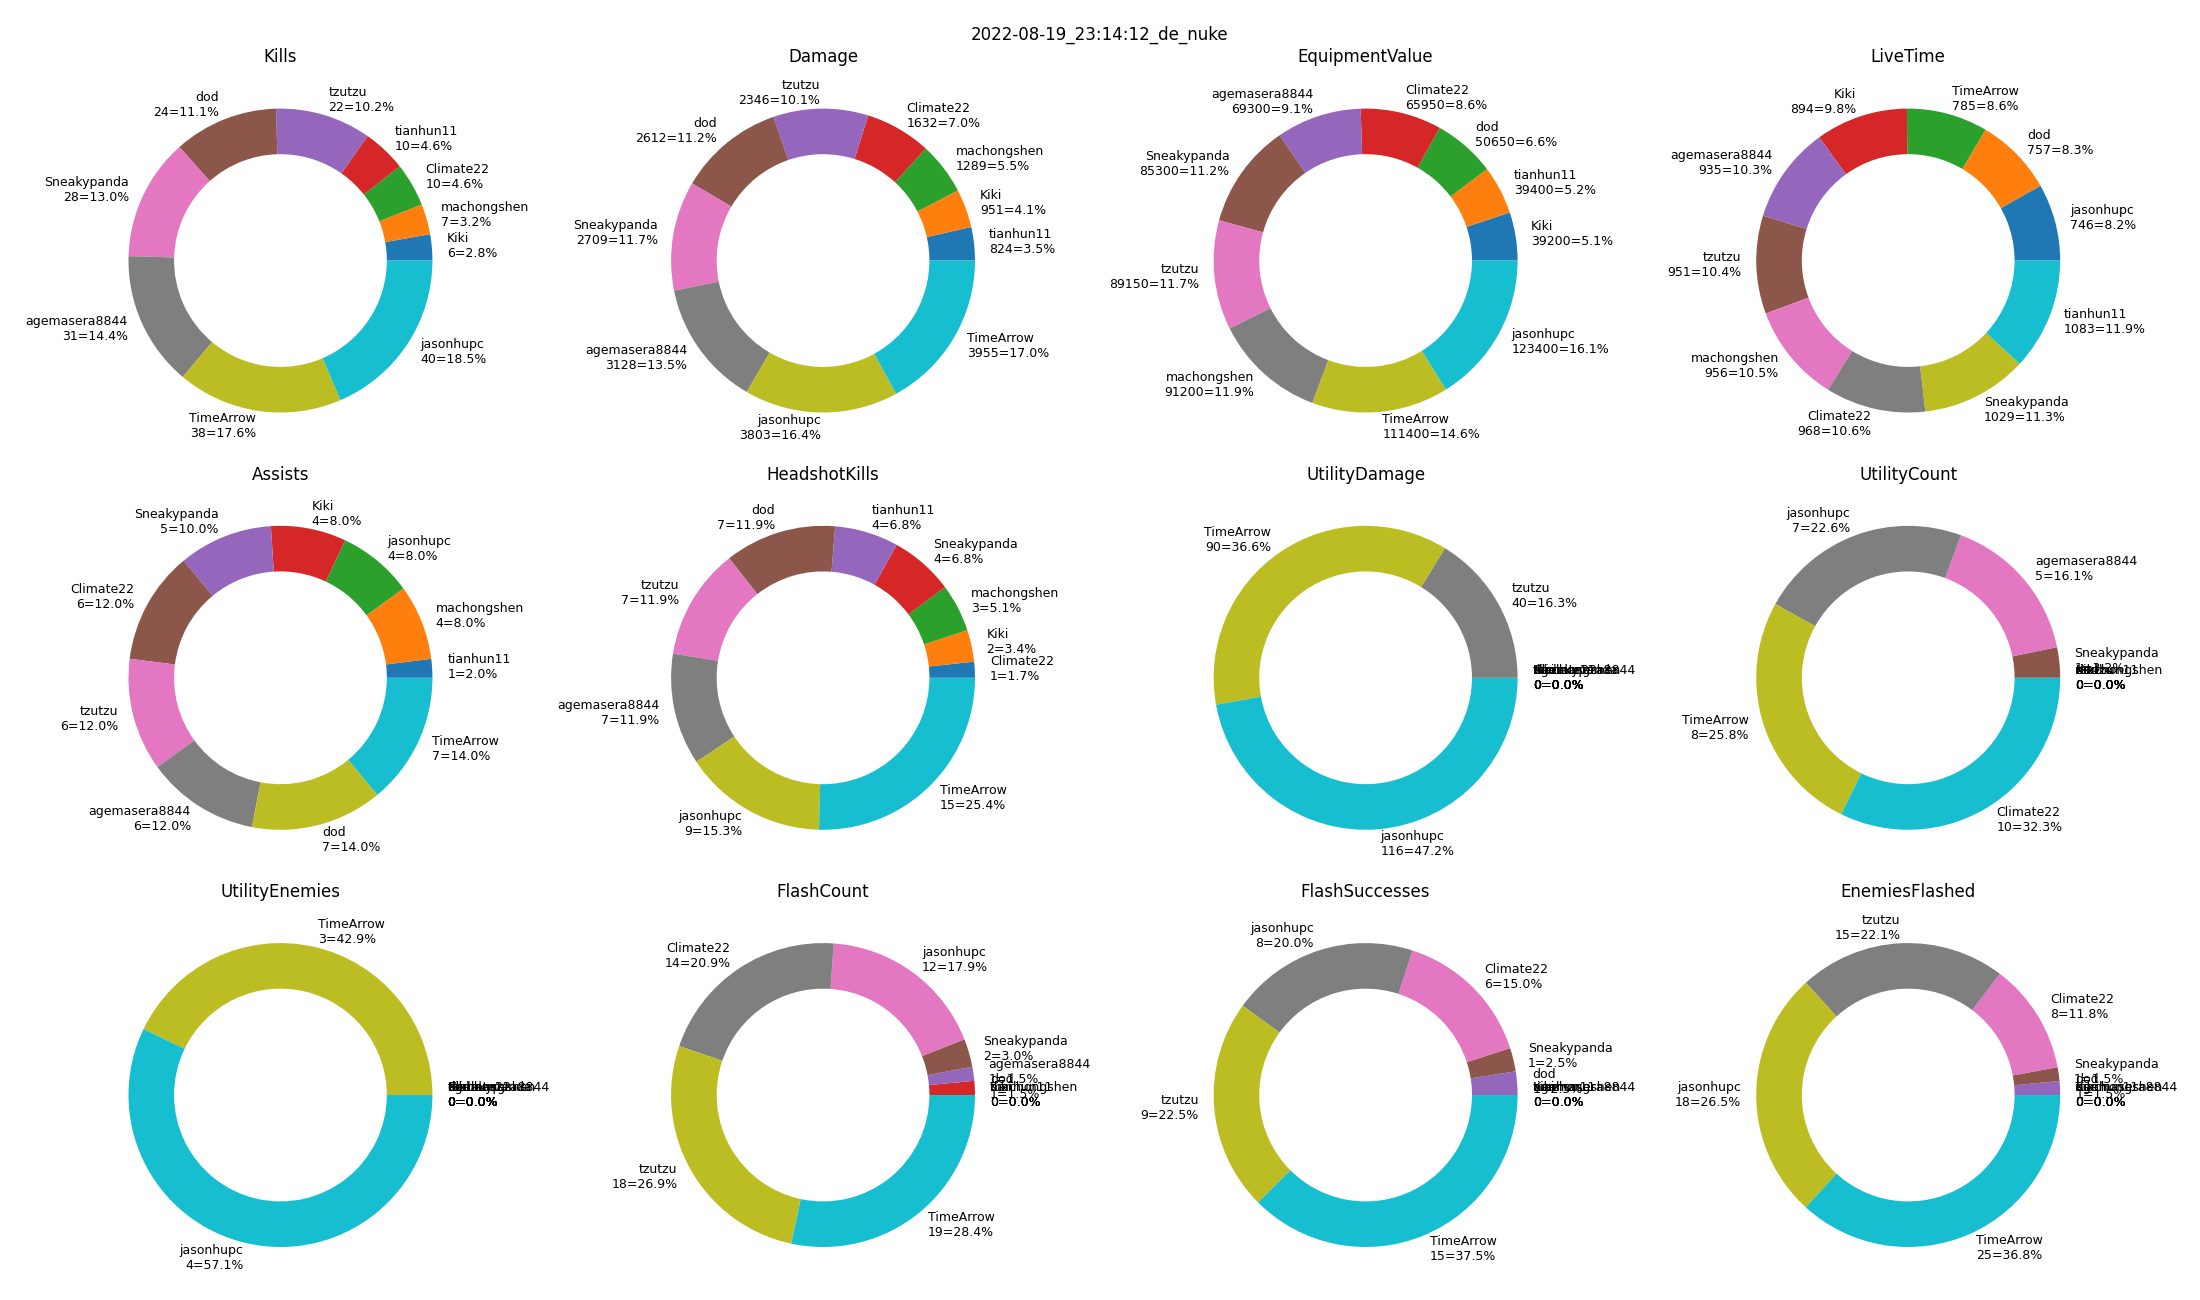 2022-08-19_23:14:12_de_nuke
Kills
tzutzu
22=10.2%
dod
24=11.1%
tianhun11
10=4.6%
Climate22
10=4.6%
Sneakypanda
28=13.0%
machongshen
7=3.2%
Kiki
6=2.8%
agemasera8844
31=14.4%
jasonhupc
40=18.5%
TimeArrow
38=17.6%
Damage
tzutzu
2346=10.1%
Climate22
1632=7.0%
dod
2612=11.2%
machongshen
1289=5.5%
Kiki
951=4.1%
Sneakypanda
2709=11.7%
tianhun11
824=3.5%
TimeArrow
3955=17.0%
agemasera8844
3128=13.5%
jasonhupc
3803=16.4%
EquipmentValue
Climate22
65950=8.6%
agemasera8844
69300=9.1%
dod
50650=6.6%
Sneakypanda
85300=11.2%
tianhun11
39400=5.2%
Kiki
39200=5.1%
tzutzu
89150=11.7%
jasonhupc
123400=16.1%
machongshen
91200=11.9%
TimeArrow
111400=14.6%
LiveTime
TimeArrow
785=8.6%
Kiki
894=9.8%
dod
757=8.3%
agemasera8844
935=10.3%
jasonhupc
746=8.2%
tzutzu
951=10.4%
tianhun11
1083=11.9%
machongshen
956=10.5%
Sneakypanda
1029=11.3%
Climate22
968=10.6%
Assists
Kiki
4=8.0%
Sneakypanda
5=10.0%
jasonhupc
4=8.0%
Climate22
6=12.0%
machongshen
4=8.0%
tianhun11
1=2.0%
tzutzu
6=12.0%
TimeArrow
7=14.0%
agemasera8844
6=12.0%
dod
7=14.0%
HeadshotKills
dod
7=11.9%
tianhun11
4=6.8%
Sneakypanda
4=6.8%
tzutzu
7=11.9%
machongshen
3=5.1%
Kiki
2=3.4%
Climate22
1=1.7%
agemasera8844
7=11.9%
TimeArrow
15=25.4%
jasonhupc
9=15.3%
UtilityDamage
TimeArrow
90=36.6%
tzutzu
40=16.3%
0=0.0%
jasonhupc
116=47.2%
UtilityCount
jasonhupc
7=22.6%
agemasera8844
5=16.1%
Sneakypanda
0=0.0%
TimeArrow
8=25.8%
Climate22
10=32.3%
UtilityEnemies
TimeArrow
3=42.9%
0=0.0%
jasonhupc
4=57.1%
FlashCount
Climate22
14=20.9%
jasonhupc
12=17.9%
Sneakypanda
2=3.0%
agemasera8844
0=0.0%
tzutzu
18=26.9%
TimeArrow
19=28.4%
FlashSuccesses
jasonhupc
8=20.0%
Climate22
6=15.0%
Sneakypanda
1=2.5%
dod
0=0.0%
tzutzu
9=22.5%
TimeArrow
15=37.5%
EnemiesFlashed
tzutzu
15=22.1%
Climate22
8=11.8%
Sneakypanda
0=0.0%
jasonhupc
18=26.5%
TimeArrow
25=36.8%